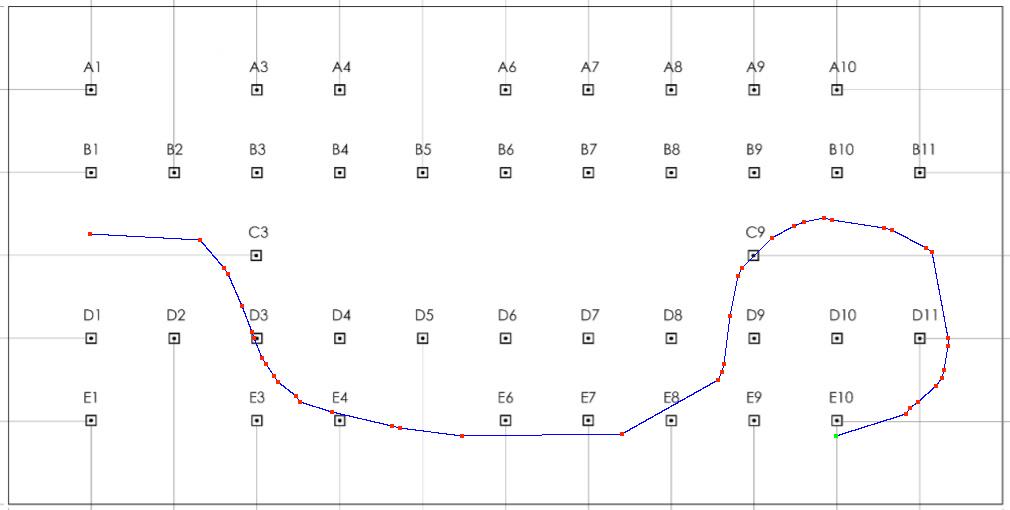 A1 A3 A4 A6 A7 A8 A9 A10
B1 B2 B3 B4 B5 B6 B7 B8 B9 B10 B11
C3 C9
D1 D2 D3 D4 D5 D6 D7 D8 D9 D10 D11
E1 E3 E4 E6 E7 E8 E9 E10